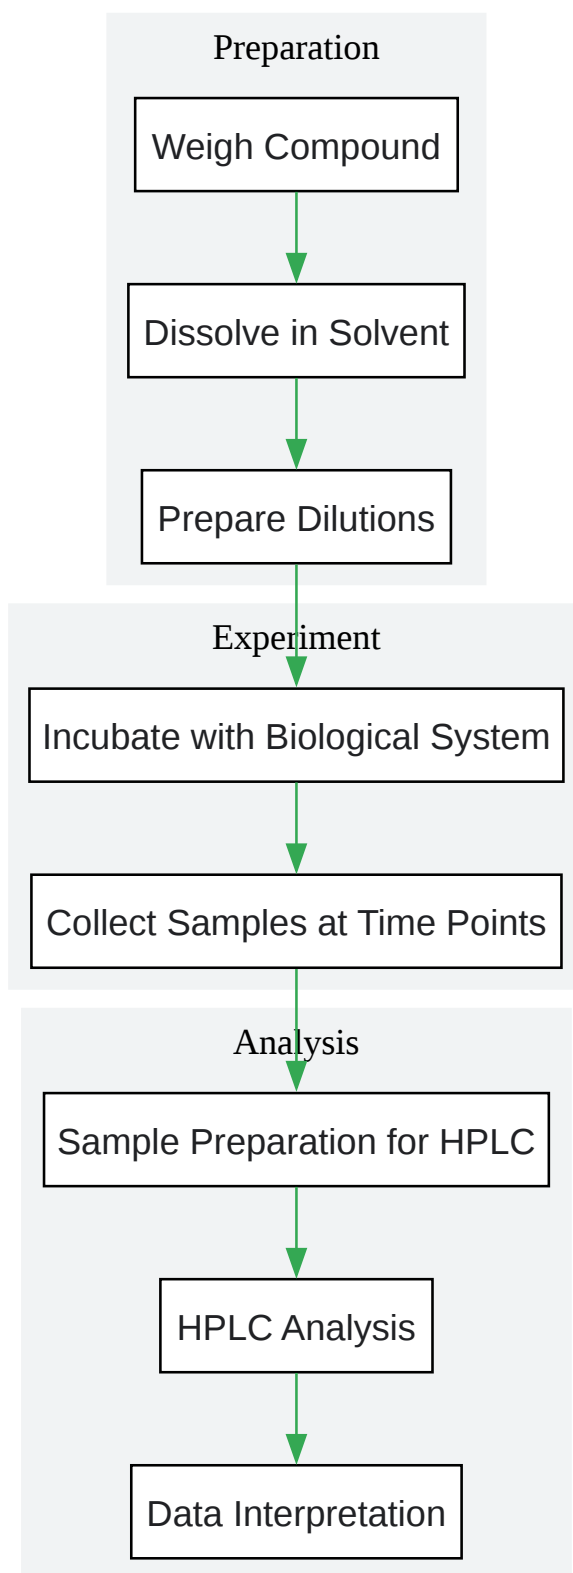 Preparation
Weigh Compound
Dissolve in Solvent
Prepare Dilutions
Experiment
Incubate with Biological System
Collect Samples at Time Points
Analysis
Sample Preparation for HPLC
HPLC Analysis
Data Interpretation